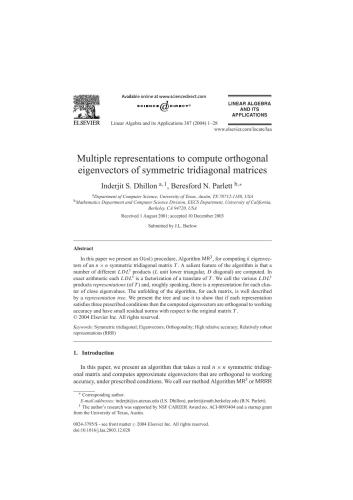 Available online at www.sciencedirect.com
SCIENCE DIRECT®
LINEAR ALGEBRA
AND ITS
APPLICATIONS
ELSEVIER
Linear Algebra and its Applications 387 (2004) 1–28
www.elsevier.com/locate/laa
Multiple representations to compute orthogonal
eigenvectors of symmetric tridiagonal matrices
Inderjit S. Dhillon a,1, Beresford N. Parlett b,*
aDepartment of Computer Science, University of Texas, Austin, TX 78712-1188, USA
bMathematics Department and Computer Science Division, EECS Department, University of California,
Berkeley, CA 94720, USA
Received 1 August 2001; accepted 10 December 2003
Submitted by J.L. Barlow
Abstract
In this paper we present an O(nk) procedure, Algorithm MR³, for computing k eigenvec-
tors of an n × n symmetric tridiagonal matrix T. A salient feature of the algorithm is that a
number of different LDLᵗ products (L unit lower triangular, D diagonal) are computed. In
exact arithmetic each LDLᵗ is a factorization of a translate of T. We call the various LDLᵗ
products representations (of T) and, roughly speaking, there is a representation for each clus-
ter of close eigenvalues. The unfolding of the algorithm, for each matrix, is well described
by a representation tree. We present the tree and use it to show that if each representation
satisfies three prescribed conditions then the computed eigenvectors are orthogonal to working
accuracy and have small residual norms with respect to the original matrix T.
© 2004 Elsevier Inc. All rights reserved.
Keywords: Symmetric tridiagonal; Eigenvectors; Orthogonality; High relative accuracy; Relatively robust
representations (RRR)
1. Introduction
In this paper, we present an algorithm that takes a real n × n symmetric tridiag-
onal matrix and computes approximate eigenvectors that are orthogonal to working
accuracy, under prescribed conditions. We call our method Algorithm MR³ or MRRR
* Corresponding author.
E-mail addresses: inderjit@cs.utexas.edu (I.S. Dhillon), parlett@math.berkeley.edu (B.N. Parlett).
1 The author's research was supported by NSF CAREER Award no. ACI-0093404 and a startup grant
from the University of Texas, Austin.
0024-3795/$ - see front matter © 2004 Elsevier Inc. All rights reserved.
doi:10.1016/j.laa.2003.12.028